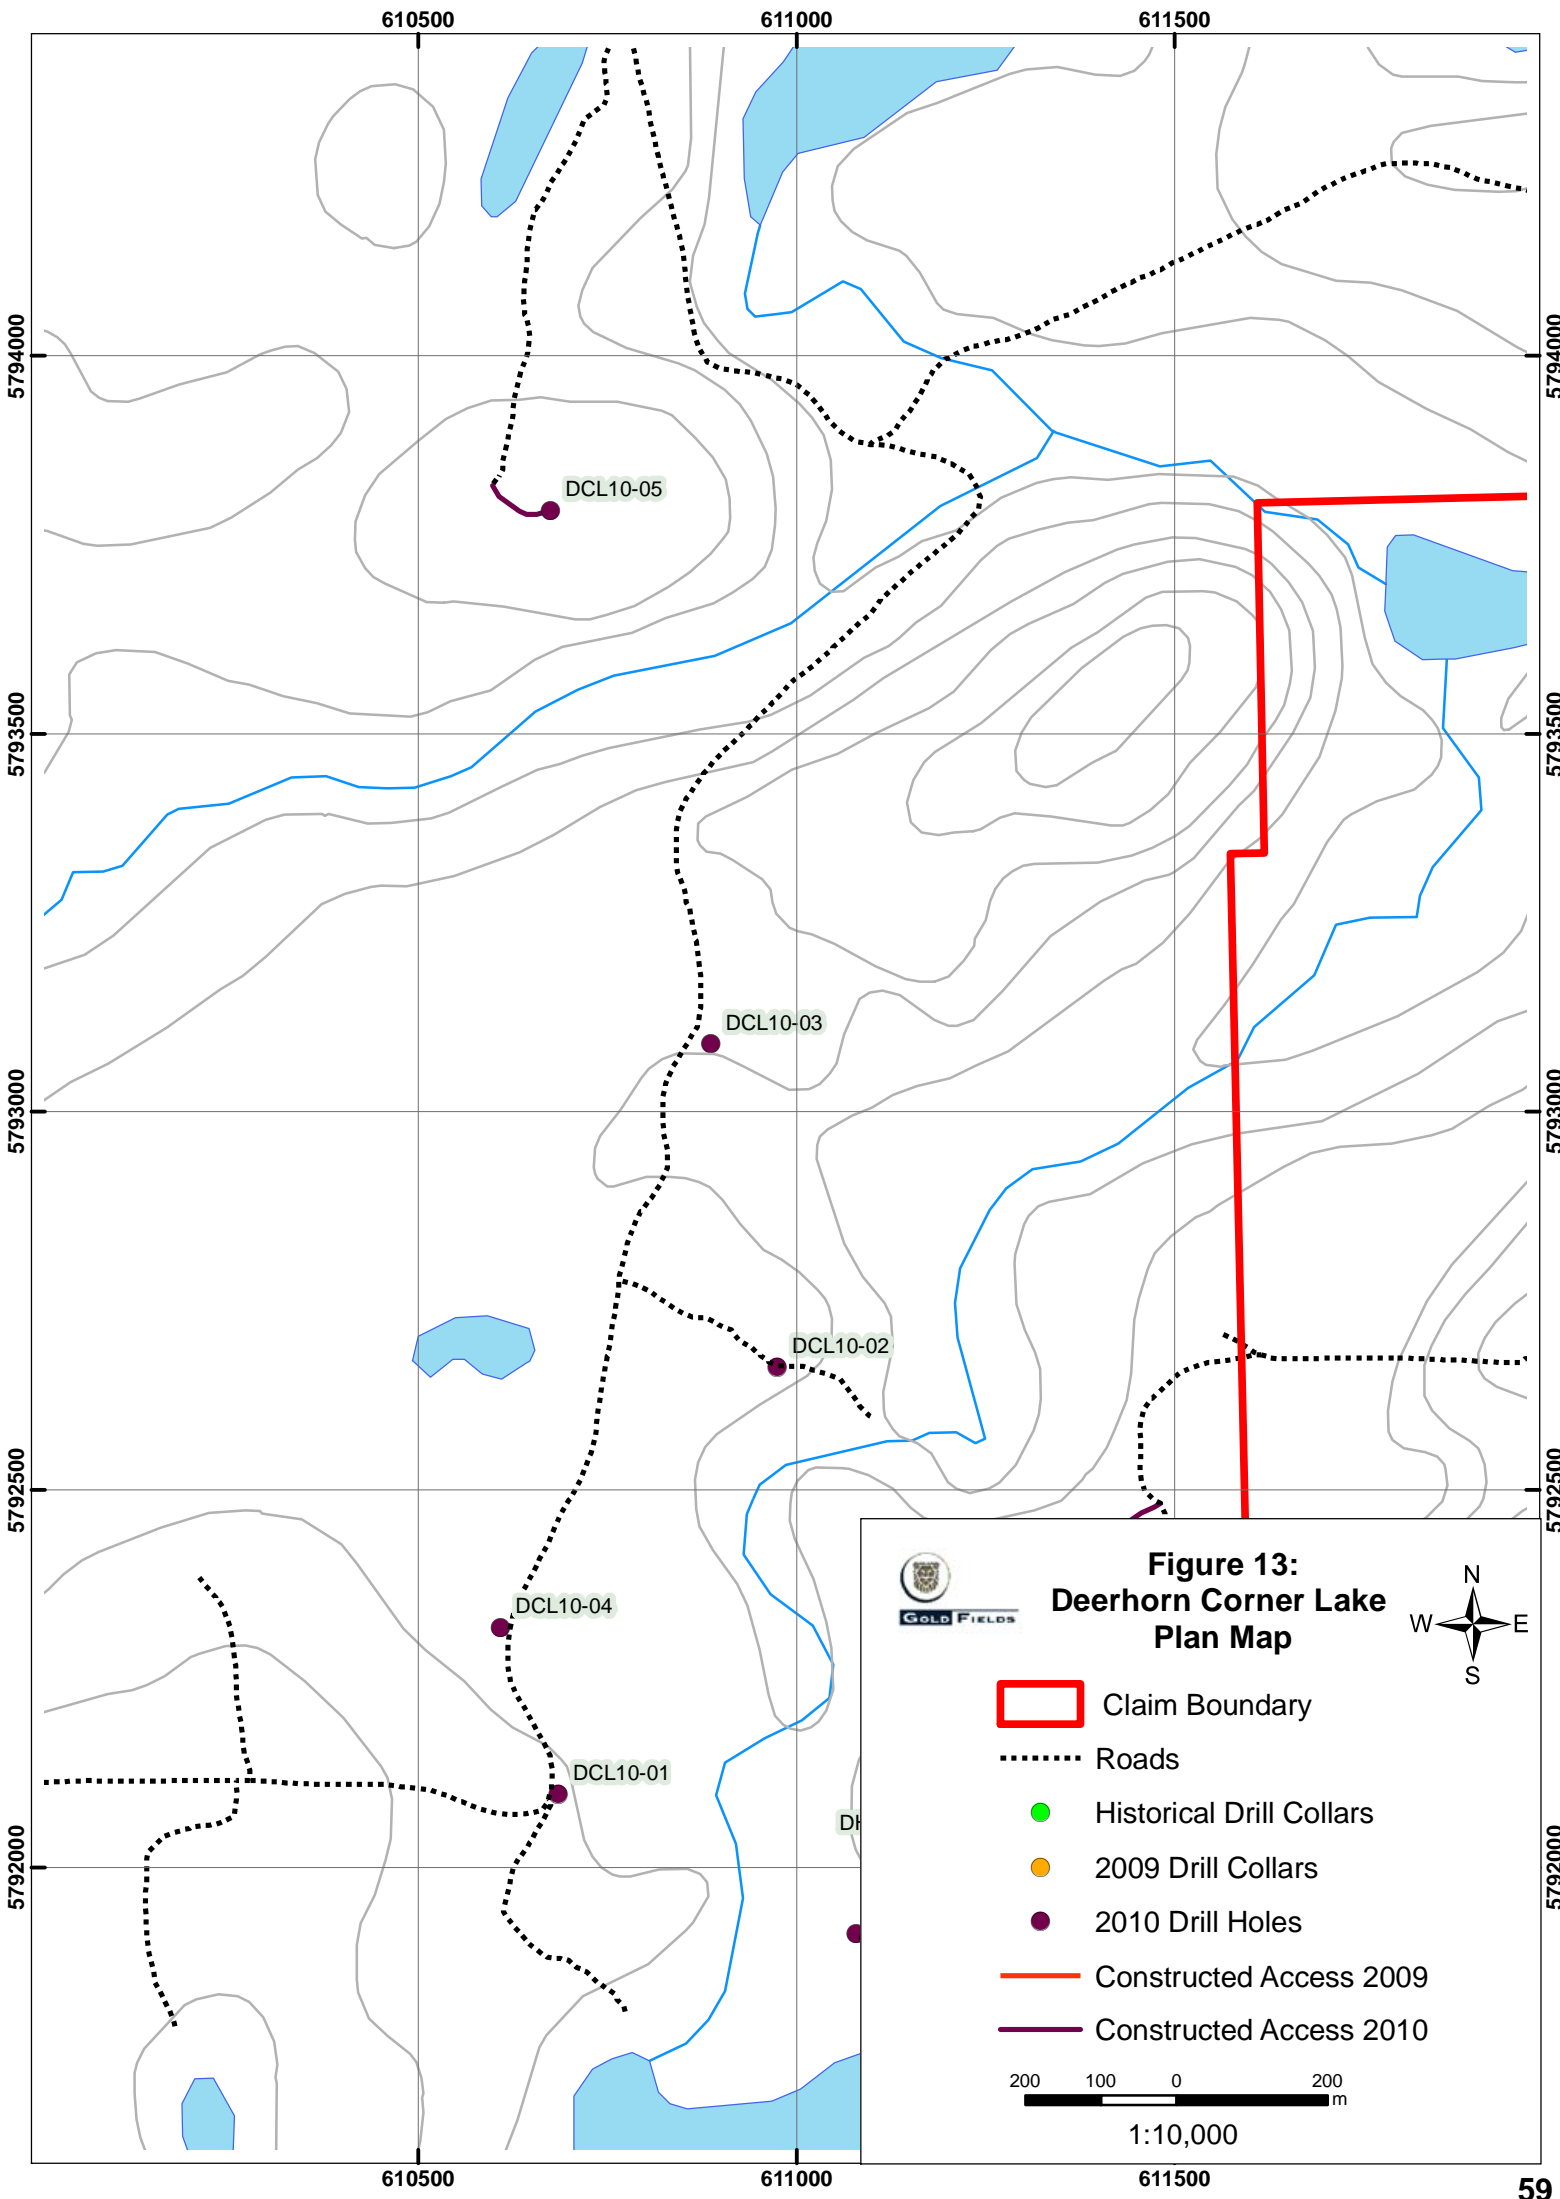 610500 611000 611500
5794000 5794000
DCL10-05
5793500 5793500
DCL10-03
5793000 5793000
DCL10-02
5792500 5792500
DCL10-04
DCL10-01
5792000 5792000
GOLD FIELDS
Figure 13:
Deerhorn Corner Lake
Plan Map
N
W E
S
Claim Boundary
Roads
Historical Drill Collars
2009 Drill Collars
2010 Drill Holes
Constructed Access 2009
Constructed Access 2010
200 100 0 200
m
1:10,000
610500 611000 611500
59